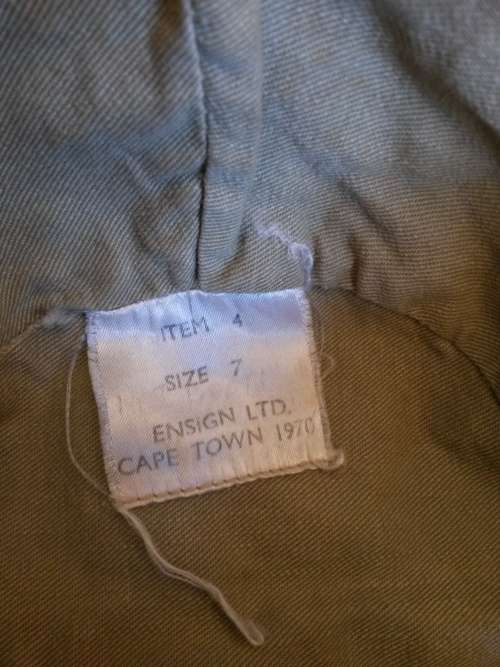 ITEM 4
SIZE 7
ENSIGN LTD.
CAPE TOWN 1970